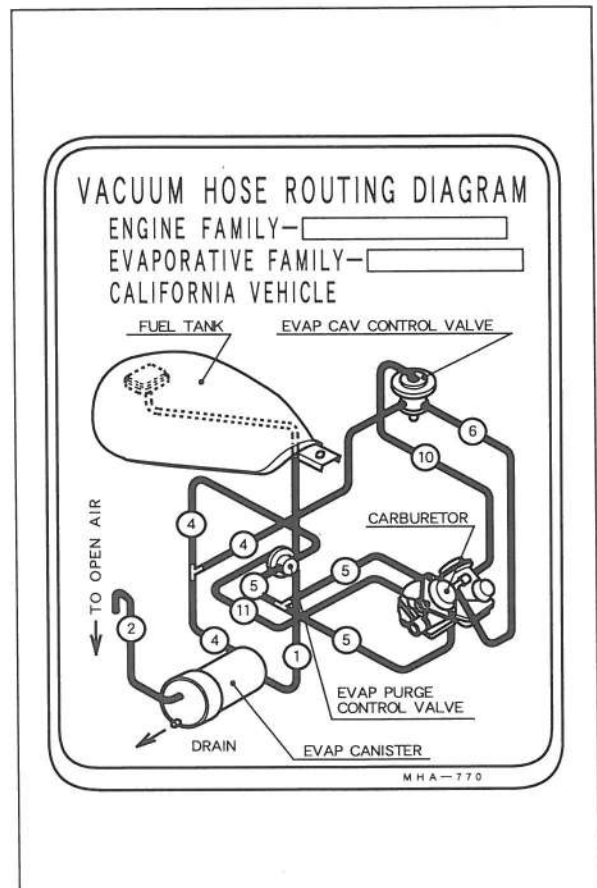 VACUUM HOSE ROUTING DIAGRAM
ENGINE FAMILY—
EVAPORATIVE FAMILY—
CALIFORNIA VEHICLE
FUEL TANK
EVAP CAV CONTROL VALVE
6
10
4
CARBURETOR
4
TO OPEN AIR
5
5
11
2
4
1
5
EVAP PURGE
CONTROL VALVE
DRAIN
EVAP CANISTER
MHA—770